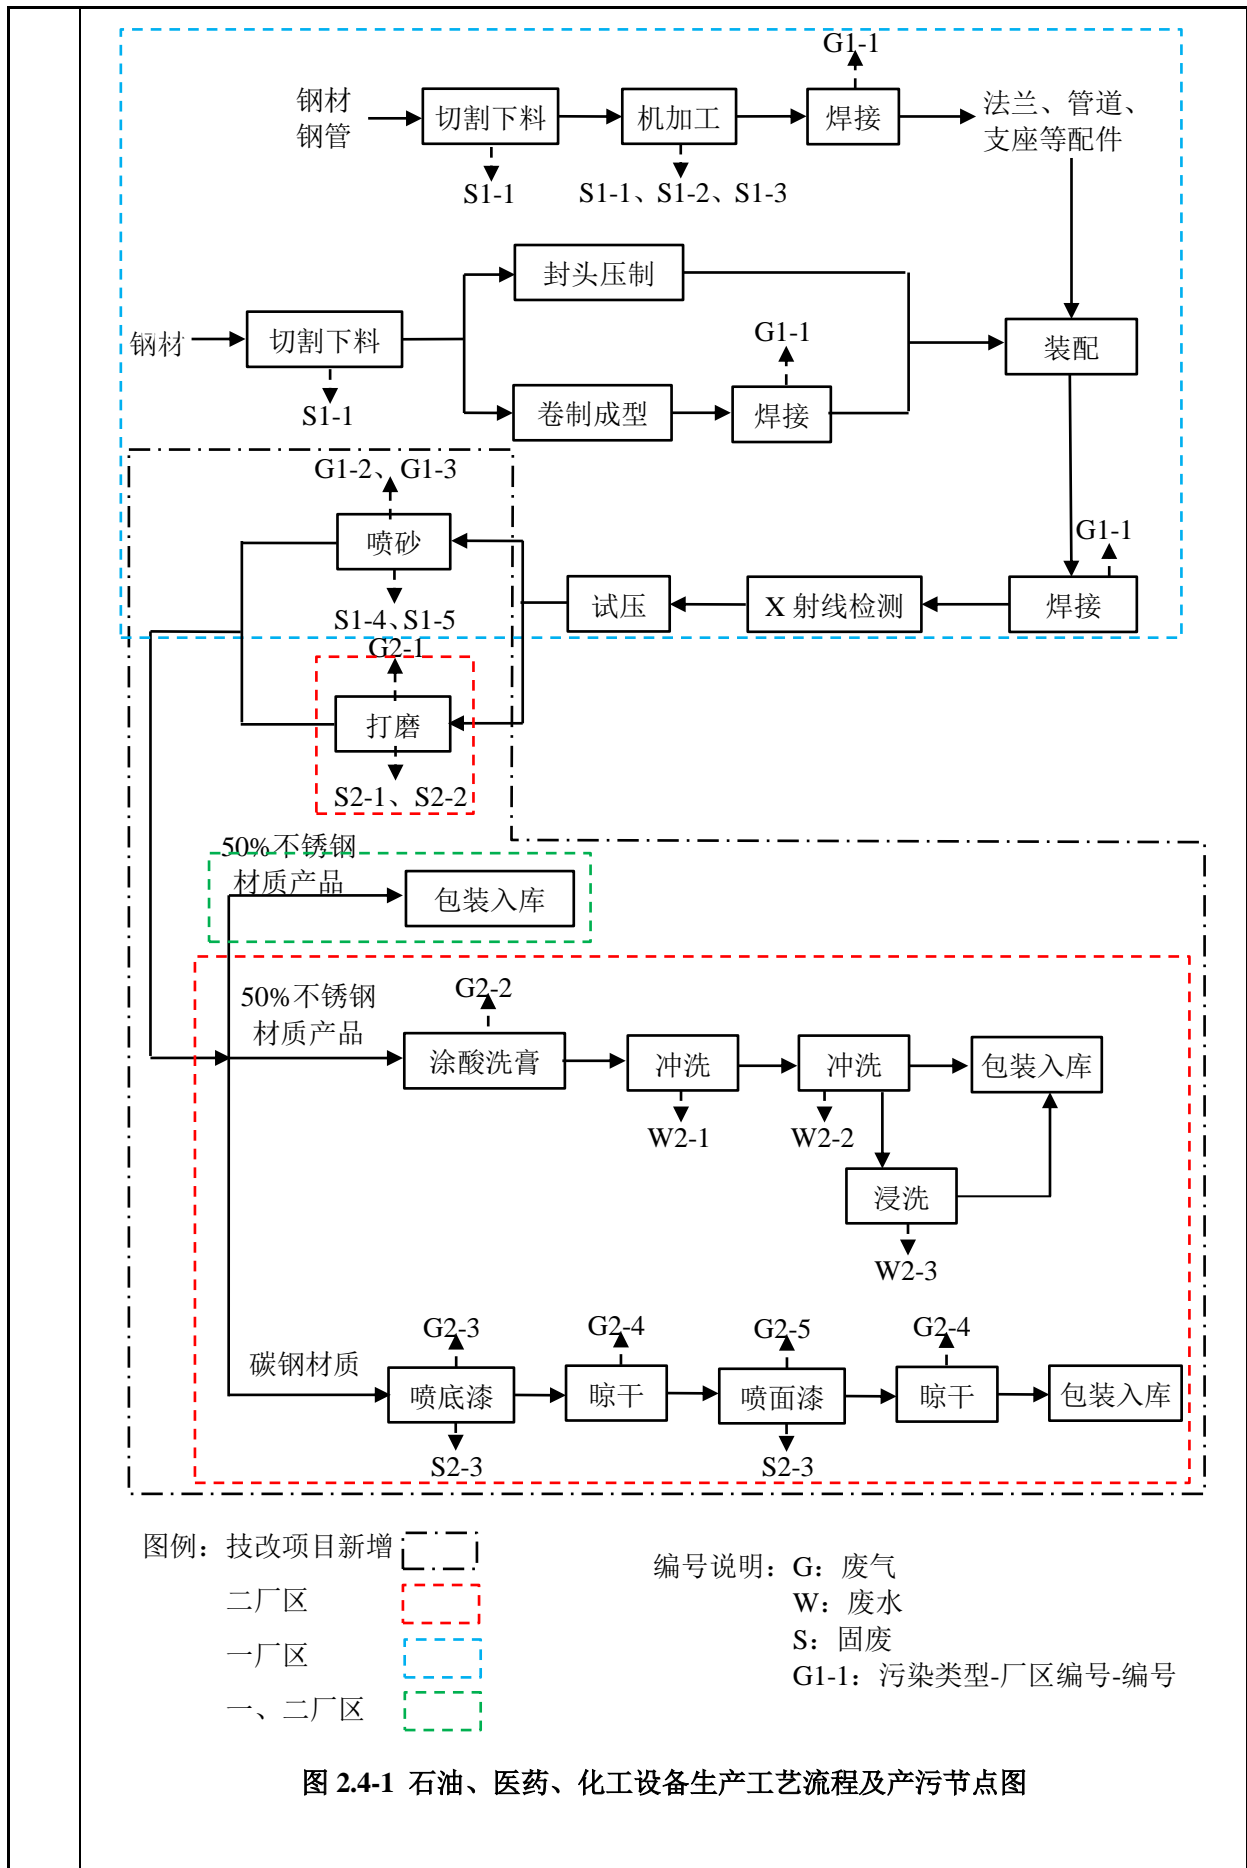 G1-1
钢材
钢管
切割下料
机加工
焊接
法兰、管道、
支座等配件
S1-1
S1-1、S1-2、S1-3
封头压制
钢材
切割下料
G1-1
装配
S1-1
卷制成型
焊接
G1-2、G1-3
喷砂
G1-1
试压
X 射线检测
焊接
S1-4、S1-5
G2-1
打磨
S2-1、S2-2
50%不锈钢
材质产品
包装入库
50%不锈钢
材质产品
G2-2
涂酸洗膏
冲洗
冲洗
包装入库
W2-1
W2-2
浸洗
W2-3
G2-3
G2-4
G2-5
G2-4
碳钢材质
喷底漆
晾干
喷面漆
晾干
包装入库
S2-3
S2-3
图例：技改项目新增
二厂区
一厂区
一、二厂区
编号说明：G：废气
W：废水
S：固废
G1-1：污染类型-厂区编号-编号
图 2.4-1 石油、医药、化工设备生产工艺流程及产污节点图